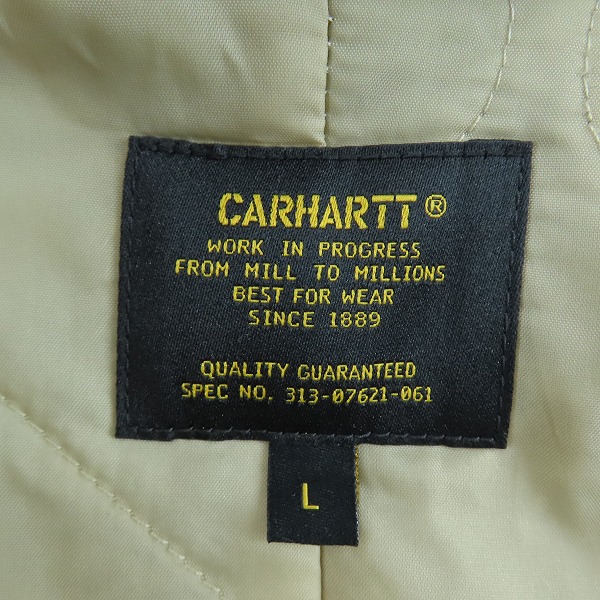 CARHARTT®
WORK IN PROGRESS
FROM MILL TO MILLIONS
BEST FOR WEAR
SINCE 1889
QUALITY GUARANTEED
SPEC NO. 313-07621-061
L